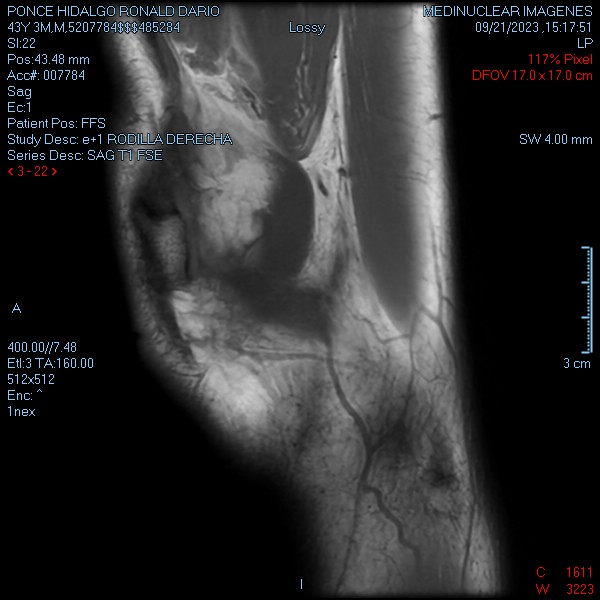 PONCE HIDALGO RONALD DARIO
43Y 3M,M,5207784$$$485284
SI:22
Pos:43.48 mm
Acc#: 007784
Sag
Ec:1
Patient Pos: FFS
Study Desc: e+1 RODILLA DERECHA
Series Desc: SAG T1 FSE
< 3 - 22 >
Lossy
MEDINUCLEAR IMAGENES
09/21/2023 ,15:17:51
LP
117% Pixel
DFOV 17.0 x 17.0 cm
SW 4.00 mm
A
400.00//7.48
Etl:3 TA:160.00
512x512
Enc: ^
1nex
3 cm
I
C 1611
W 3223